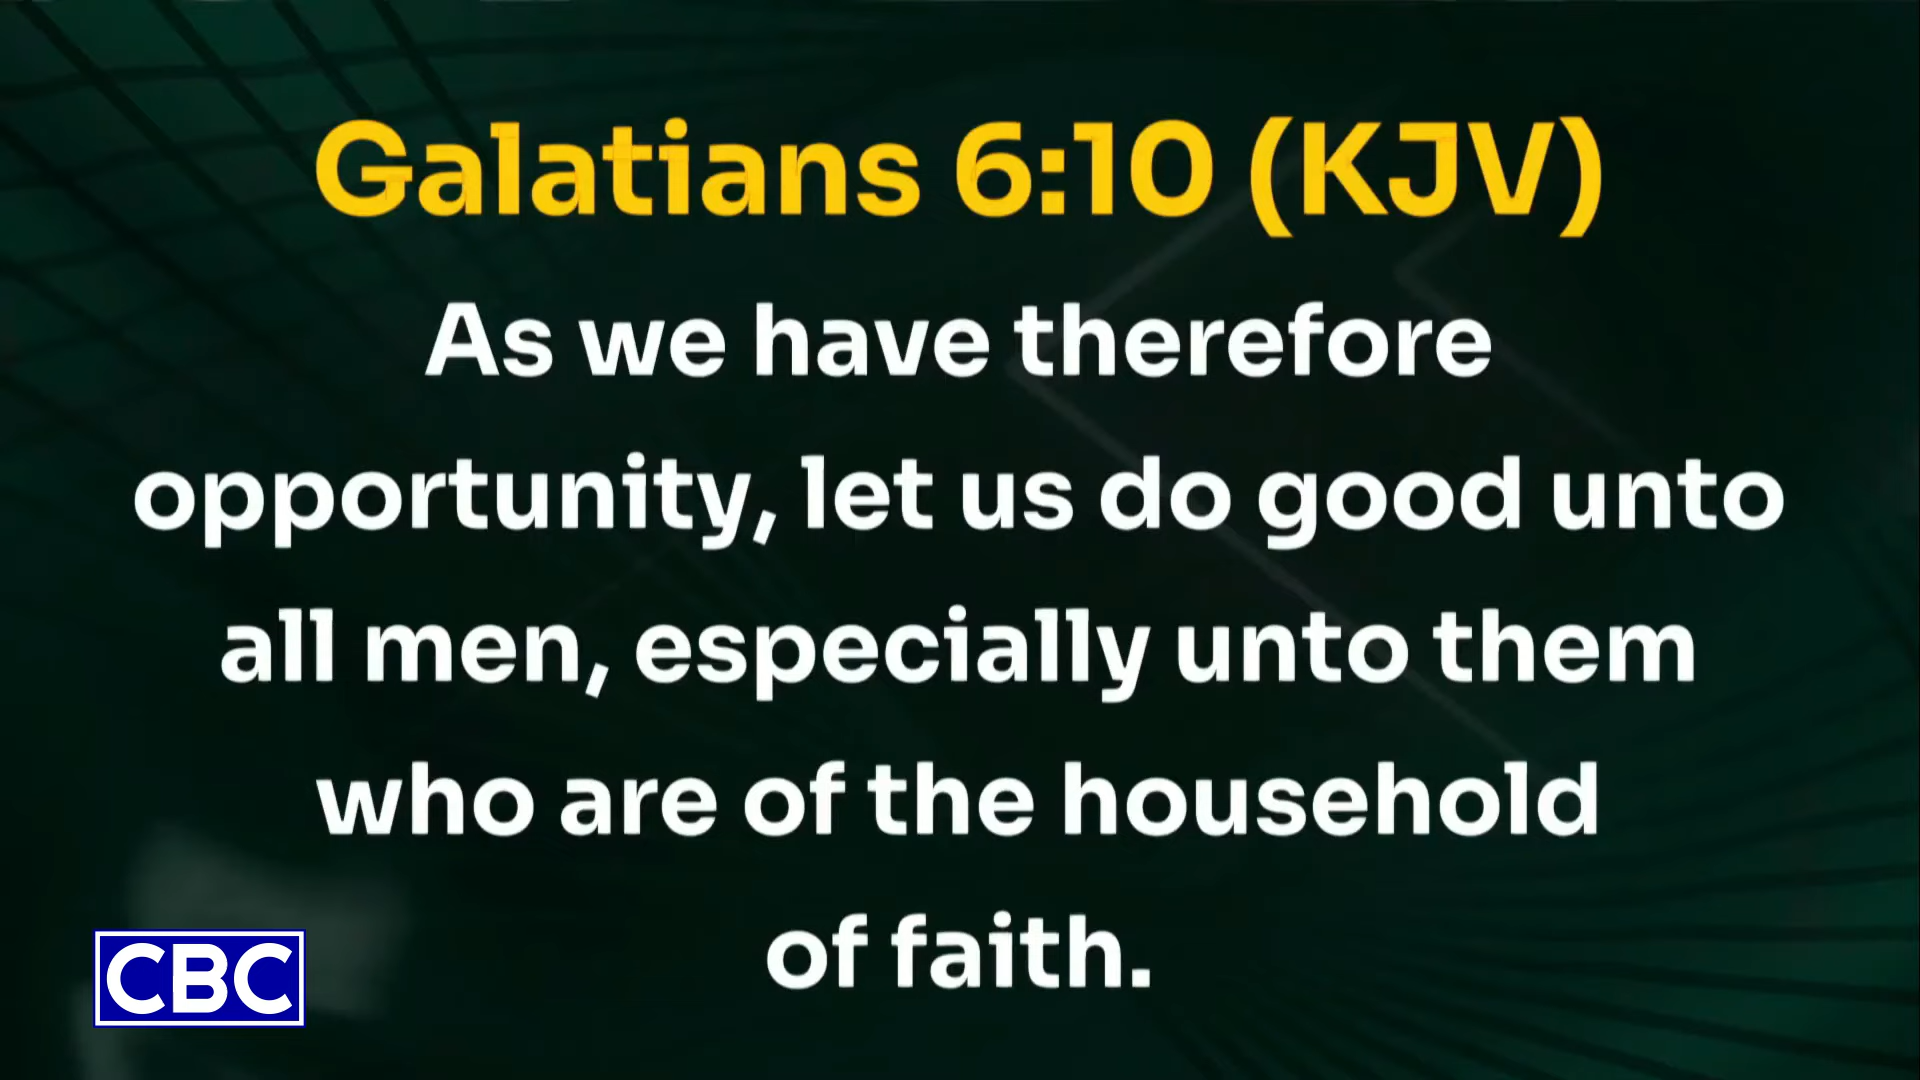 Galatians 6:10 (KJV)
As we have therefore
opportunity, let us do good unto
all men, especially unto them
who are of the household
of faith.
CBC